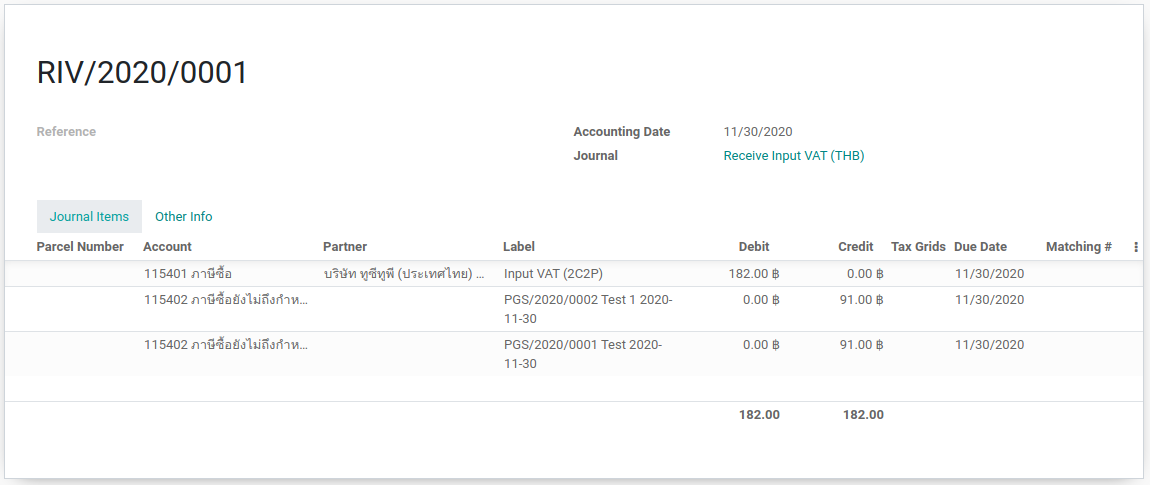 RIV/2020/0001
Reference
Accounting Date 11/30/2020
Journal Receive Input VAT (THB)
Journal Items Other Info
Parcel Number Account Partner Label Debit Credit Tax Grids Due Date Matching #
115401 ภาษีซื้อ บริษัท ทูซีทูพี (ประเทศไทย) ... Input VAT (2C2P) 182.00 ฿ 0.00 ฿ 11/30/2020
115402 ภาษีซื้อยังไม่ถึงกำห... PGS/2020/0002 Test 1 2020- 0.00 ฿ 91.00 ฿ 11/30/2020
11-30
115402 ภาษีซื้อยังไม่ถึงกำห... PGS/2020/0001 Test 2020- 0.00 ฿ 91.00 ฿ 11/30/2020
11-30
182.00 182.00